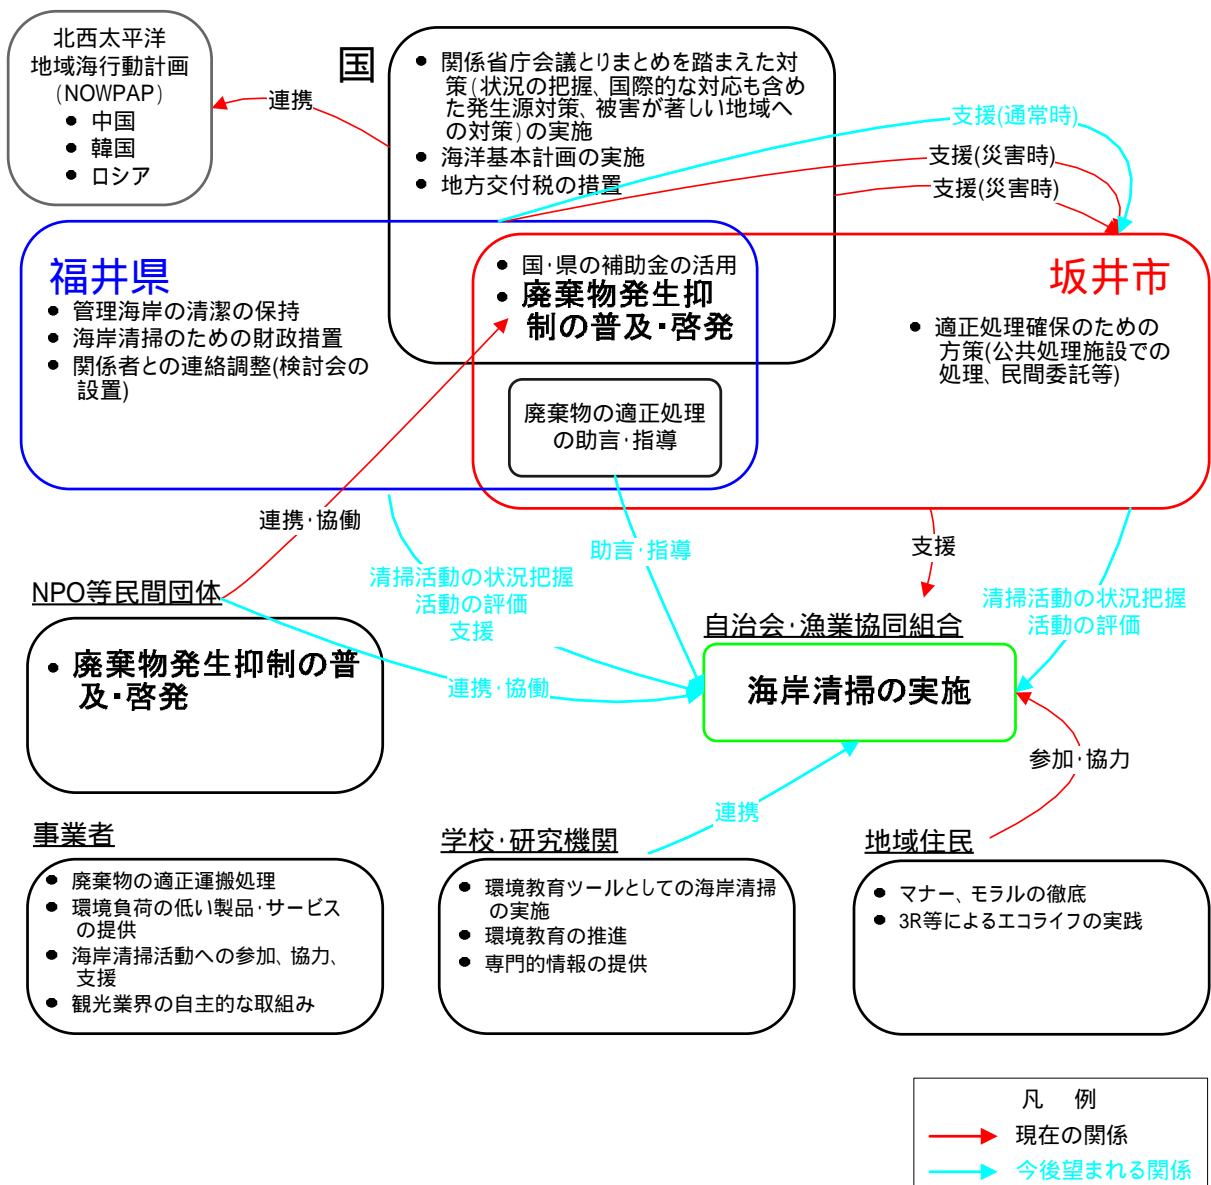 北西太平洋
地域海行動計画
(NOWPAP)
● 中国
● 韓国
● ロシア
連携
国
● 関係省庁会議とりまとめを踏まえた対
策(状況の把握、国際的な対応も含め
た発生源対策、被害が著しい地域へ
の対策)の実施
● 海洋基本計画の実施
● 地方交付税の措置
支援(通常時)
支援(災害時)
支援(災害時)
福井県
● 管理海岸の清潔の保持
● 海岸清掃のための財政措置
● 関係者との連絡調整(検討会の
設置)
● 国・県の補助金の活用
● 廃棄物発生抑
制の普及・啓発
廃棄物の適正処理
の助言・指導
坂井市
● 適正処理確保のための
方策(公共処理施設での
処理、民間委託等)
連携・協働
助言・指導
支援
清掃活動の状況把握
活動の評価
支援
清掃活動の状況把握
活動の評価
NPO等民間団体
● 廃棄物発生抑制の普
及・啓発
連携・協働
自治会・漁業協同組合
海岸清掃の実施
参加・協力
連携
事業者
● 廃棄物の適正運搬処理
● 環境負荷の低い製品・サービス
の提供
● 海岸清掃活動への参加、協力、
支援
● 観光業界の自主的な取組み
学校・研究機関
● 環境教育ツールとしての海岸清掃
の実施
● 環境教育の推進
● 専門的情報の提供
地域住民
● マナー、モラルの徹底
● 3R等によるエコライフの実践
凡 例
現在の関係
今後望まれる関係